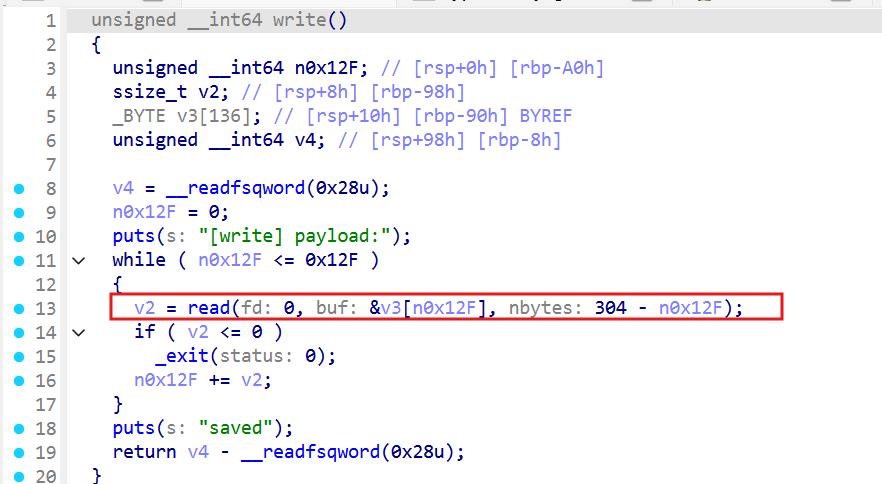 1 unsigned __int64 write()
2 {
3   unsigned __int64 n0x12F; // [rsp+0h] [rbp-A0h]
4   ssize_t v2; // [rsp+8h] [rbp-98h]
5   _BYTE v3[136]; // [rsp+10h] [rbp-90h] BYREF
6   unsigned __int64 v4; // [rsp+98h] [rbp-8h]
7
8   v4 = __readfsqword(0x28u);
9   n0x12F = 0;
10   puts(s: "[write] payload:");
11   while ( n0x12F <= 0x12F )
12   {
13     v2 = read(fd: 0, buf: &v3[n0x12F], nbytes: 304 - n0x12F);
14     if ( v2 <= 0 )
15       _exit(status: 0);
16     n0x12F += v2;
17   }
18   puts(s: "saved");
19   return v4 - __readfsqword(0x28u);
20 }